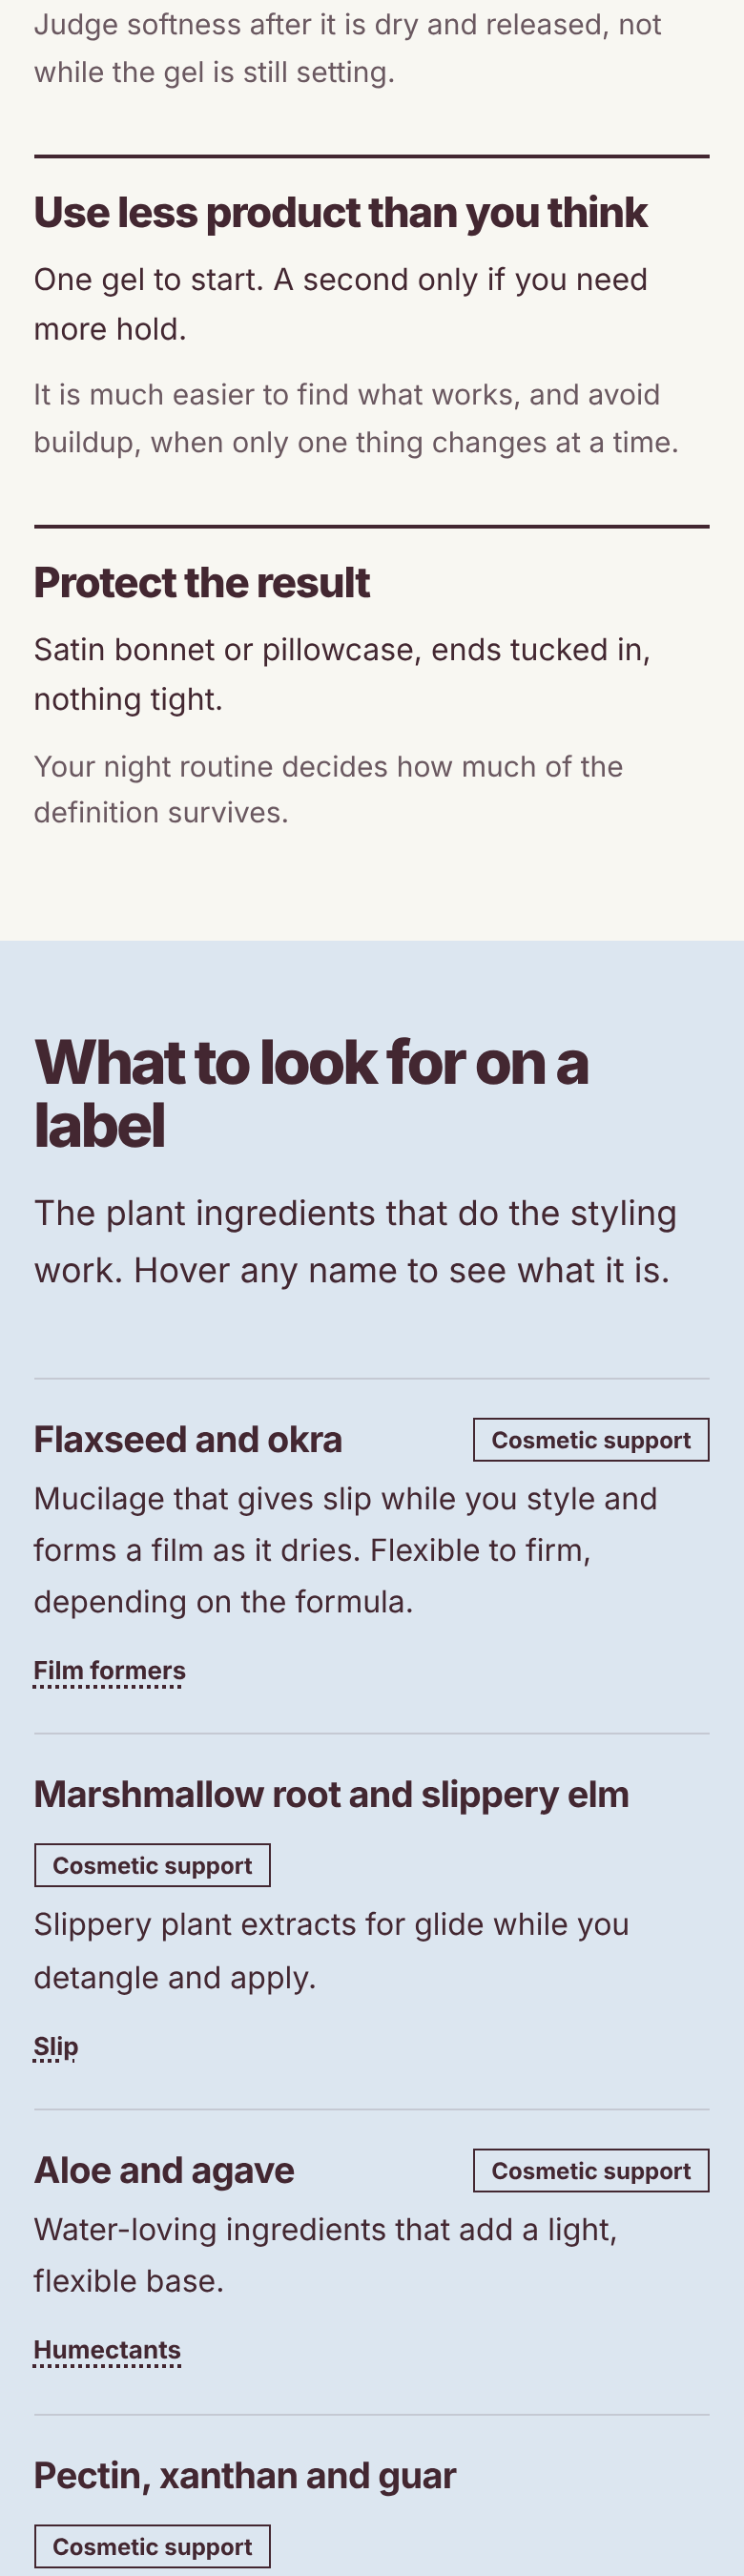 Judge softness after it is dry and released, not
while the gel is still setting.
Use less product than you think
One gel to start. A second only if you need
more hold.
It is much easier to find what works, and avoid
buildup, when only one thing changes at a time.
Protect the result
Satin bonnet or pillowcase, ends tucked in,
nothing tight.
Your night routine decides how much of the
definition survives.
What to look for on a
label
The plant ingredients that do the styling
work. Hover any name to see what it is.
Flaxseed and okra
Cosmetic support
Mucilage that gives slip while you style and
forms a film as it dries. Flexible to firm,
depending on the formula.
Film formers
Marshmallow root and slippery elm
Cosmetic support
Slippery plant extracts for glide while you
detangle and apply.
Slip
Aloe and agave
Cosmetic support
Water-loving ingredients that add a light,
flexible base.
Humectants
Pectin, xanthan and guar
Cosmetic support